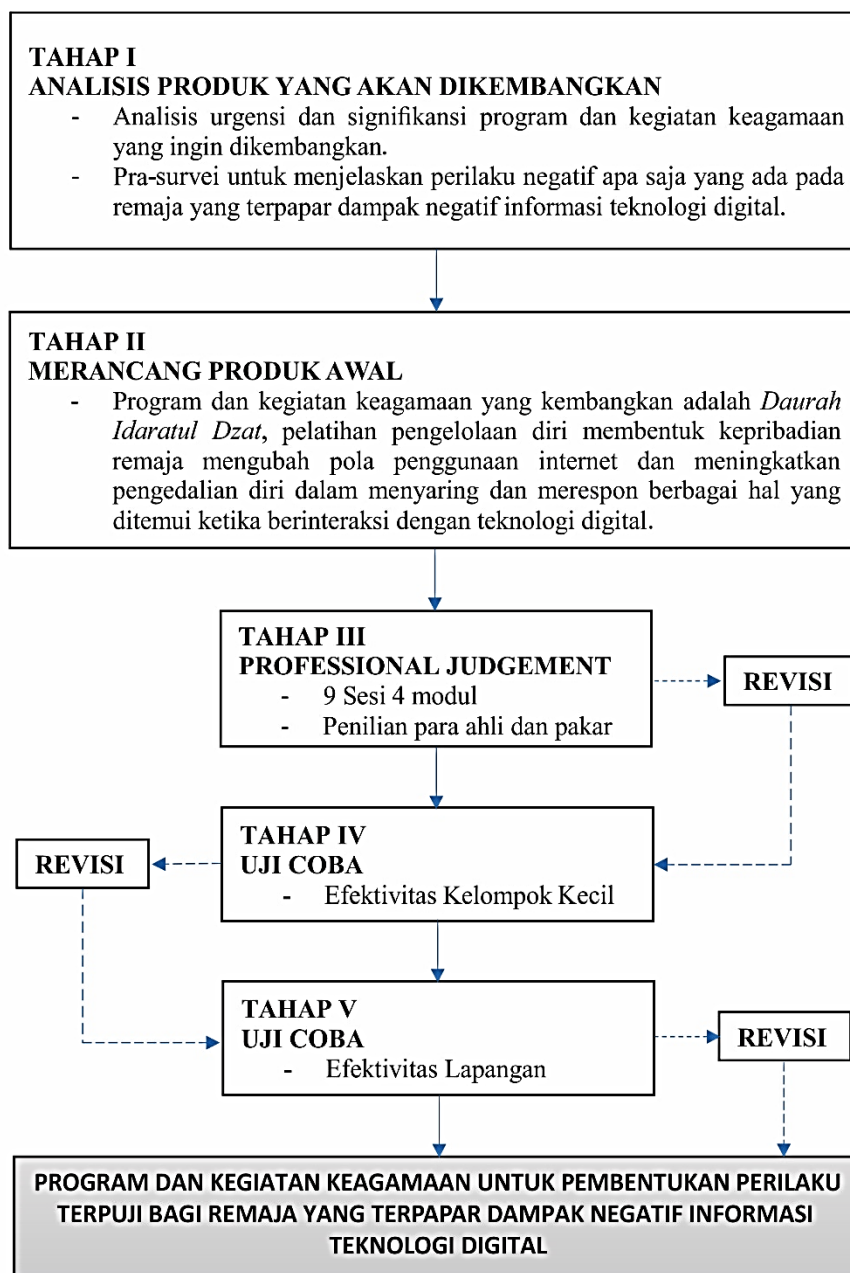 TAHAP I
ANALISIS PRODUK YANG AKAN DIKEMBANGKAN
- Analisis urgensi dan signifikansi program dan kegiatan keagamaan
yang ingin dikembangkan.
- Pra-survei untuk menjelaskan perilaku negatif apa saja yang ada pada
remaja yang terpapar dampak negatif informasi teknologi digital.
TAHAP II
MERANCANG PRODUK AWAL
- Program dan kegiatan keagamaan yang kembangkan adalah Daurah
Idaratul Dzat, pelatihan pengelolaan diri membentuk kepribadian
remaja mengubah pola penggunaan internet dan meningkatkan
pengedalian diri dalam menyaring dan merespon berbagai hal yang
ditemui ketika berinteraksi dengan teknologi digital.
TAHAP III
PROFESSIONAL JUDGEMENT
- 9 Sesi 4 modul
- Penilian para ahli dan pakar
REVISI
TAHAP IV
UJI COBA
- Efektivitas Kelompok Kecil
REVISI
TAHAP V
UJI COBA
- Efektivitas Lapangan
REVISI
PROGRAM DAN KEGIATAN KEAGAMAAN UNTUK PEMBENTUKAN PERILAKU
TERPUJI BAGI REMAJA YANG TERPAPAR DAMPAK NEGATIF INFORMASI
TEKNOLOGI DIGITAL